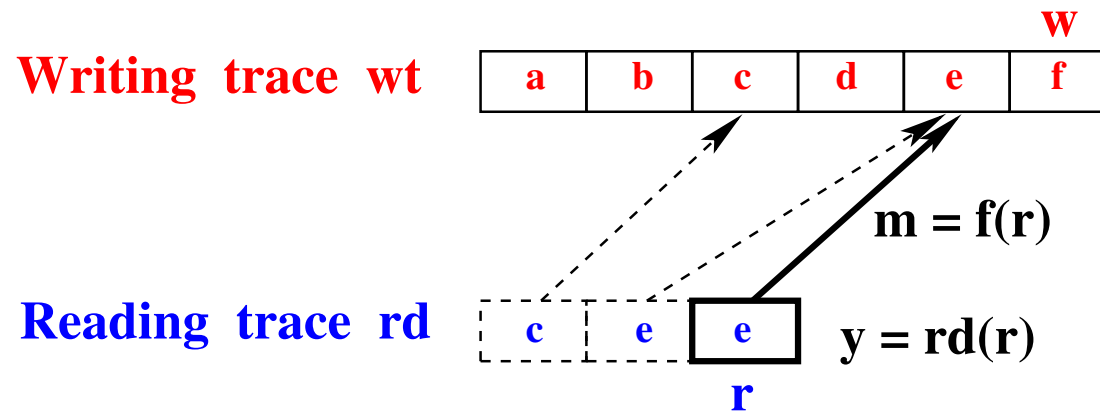 w
Writing trace wt a b c d e f
m = f(r)
Reading trace rd c e e y = rd(r)
r